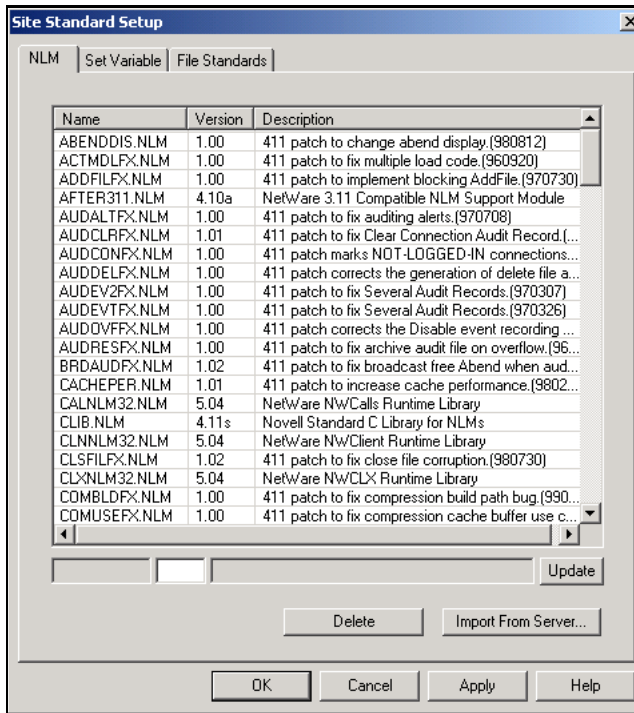 Site Standard Setup
NLM Set Variable File Standards
Name Version Description
ABENDDIS.NLM 1.00 411 patch to change abend display.(980812)
ACTMDLFX.NLM 1.00 411 patch to fix multiple load code.(960920)
ADDFILFX.NLM 1.00 411 patch to implement blocking AddFile.(970730)
AFTER311.NLM 4.10a NetWare 3.11 Compatible NLM Support Module
AUDALTFX.NLM 1.00 411 patch to fix auditing alerts.(970708)
AUDCLRFX.NLM 1.01 411 patch to fix Clear Connection Audit Record.(...
AUDCONFX.NLM 1.00 411 patch marks NOT-LOGGED-IN connections...
AUDDELFX.NLM 1.00 411 patch corrects the generation of delete file a...
AUDEV2FX.NLM 1.00 411 patch to fix Several Audit Records.(970307)
AUDEVTFX.NLM 1.00 411 patch to fix Several Audit Records.(970326)
AUDOVFFX.NLM 1.00 411 patch corrects the Disable event recording ...
AUDRESFX.NLM 1.00 411 patch to fix archive audit file on overflow.(96...
BRDAUDFX.NLM 1.02 411 patch to fix broadcast free Abend when aud...
CACHEPER.NLM 1.01 411 patch to increase cache performance.(9802...
CALNLM32.NLM 5.04 NetWare NWCalls Runtime Library
CLIB.NLM 4.11s Novell Standard C Library for NLMs
CLNNLM32.NLM 5.04 NetWare NWClient Runtime Library
CLSFILFX.NLM 1.02 411 patch to fix close file corruption.(980730)
CLXNLM32.NLM 5.04 NetWare NWCLX Runtime Library
COMBLDFX.NLM 1.00 411 patch to fix compression build path bug.(990...
COMUSEFX.NLM 1.00 411 patch to fix compression cache buffer use c...
Update
Delete Import From Server...
OK Cancel Apply Help